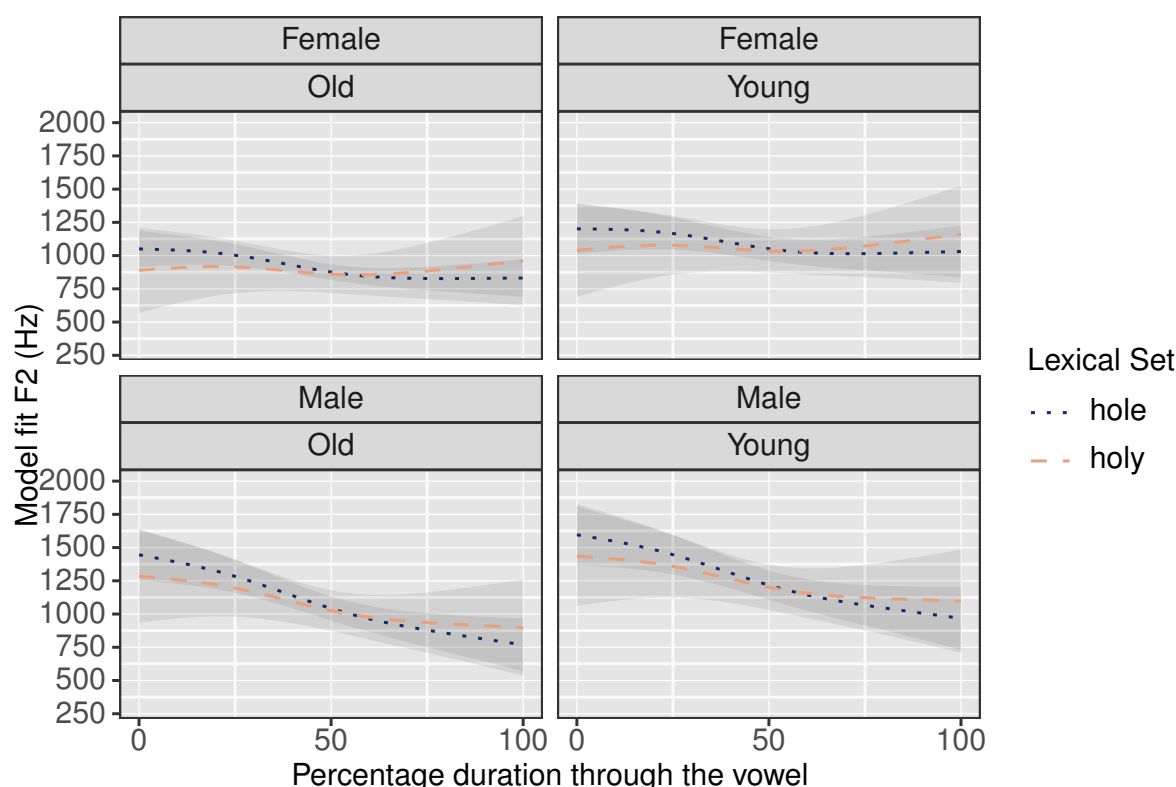 Female
Female
Old
Young
2000
1750
1500
1250
1000
750
500
250
Male
Male
Old
Young
2000
1750
1500
1250
1000
750
500
250
0
50
100
0
50
100
Percentage duration through the vowel
Model fit F2 (Hz)
Lexical Set
hole
holy